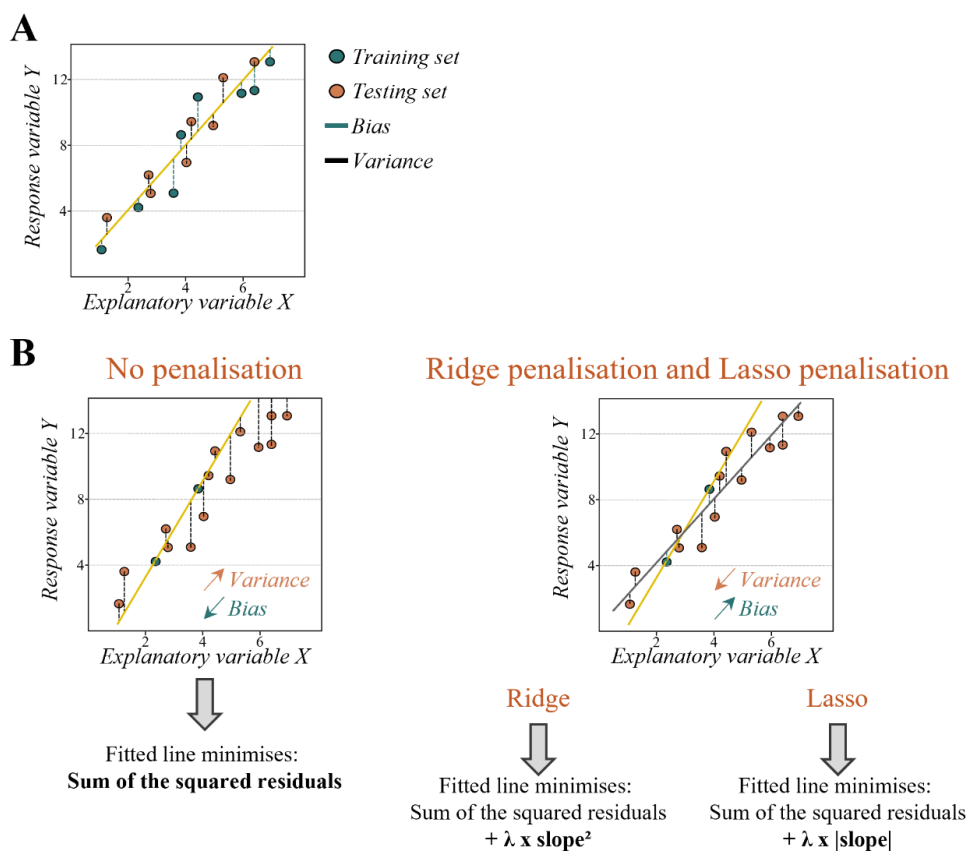 A
Response variable Y
12
8
4
2 4 6
Explanatory variable X
Training set
Testing set
Bias
Variance
B
No penalisation
Response variable Y
12
8
4
Variance
Bias
2 4 6
Explanatory variable X
Fitted line minimises:
Sum of the squared residuals
Ridge penalisation and Lasso penalisation
Response variable Y
12
8
4
Variance
Bias
2 4 6
Explanatory variable X
Ridge
Fitted line minimises:
Sum of the squared residuals
+ λ x slope²
Lasso
Fitted line minimises:
Sum of the squared residuals
+ λ x |slope|